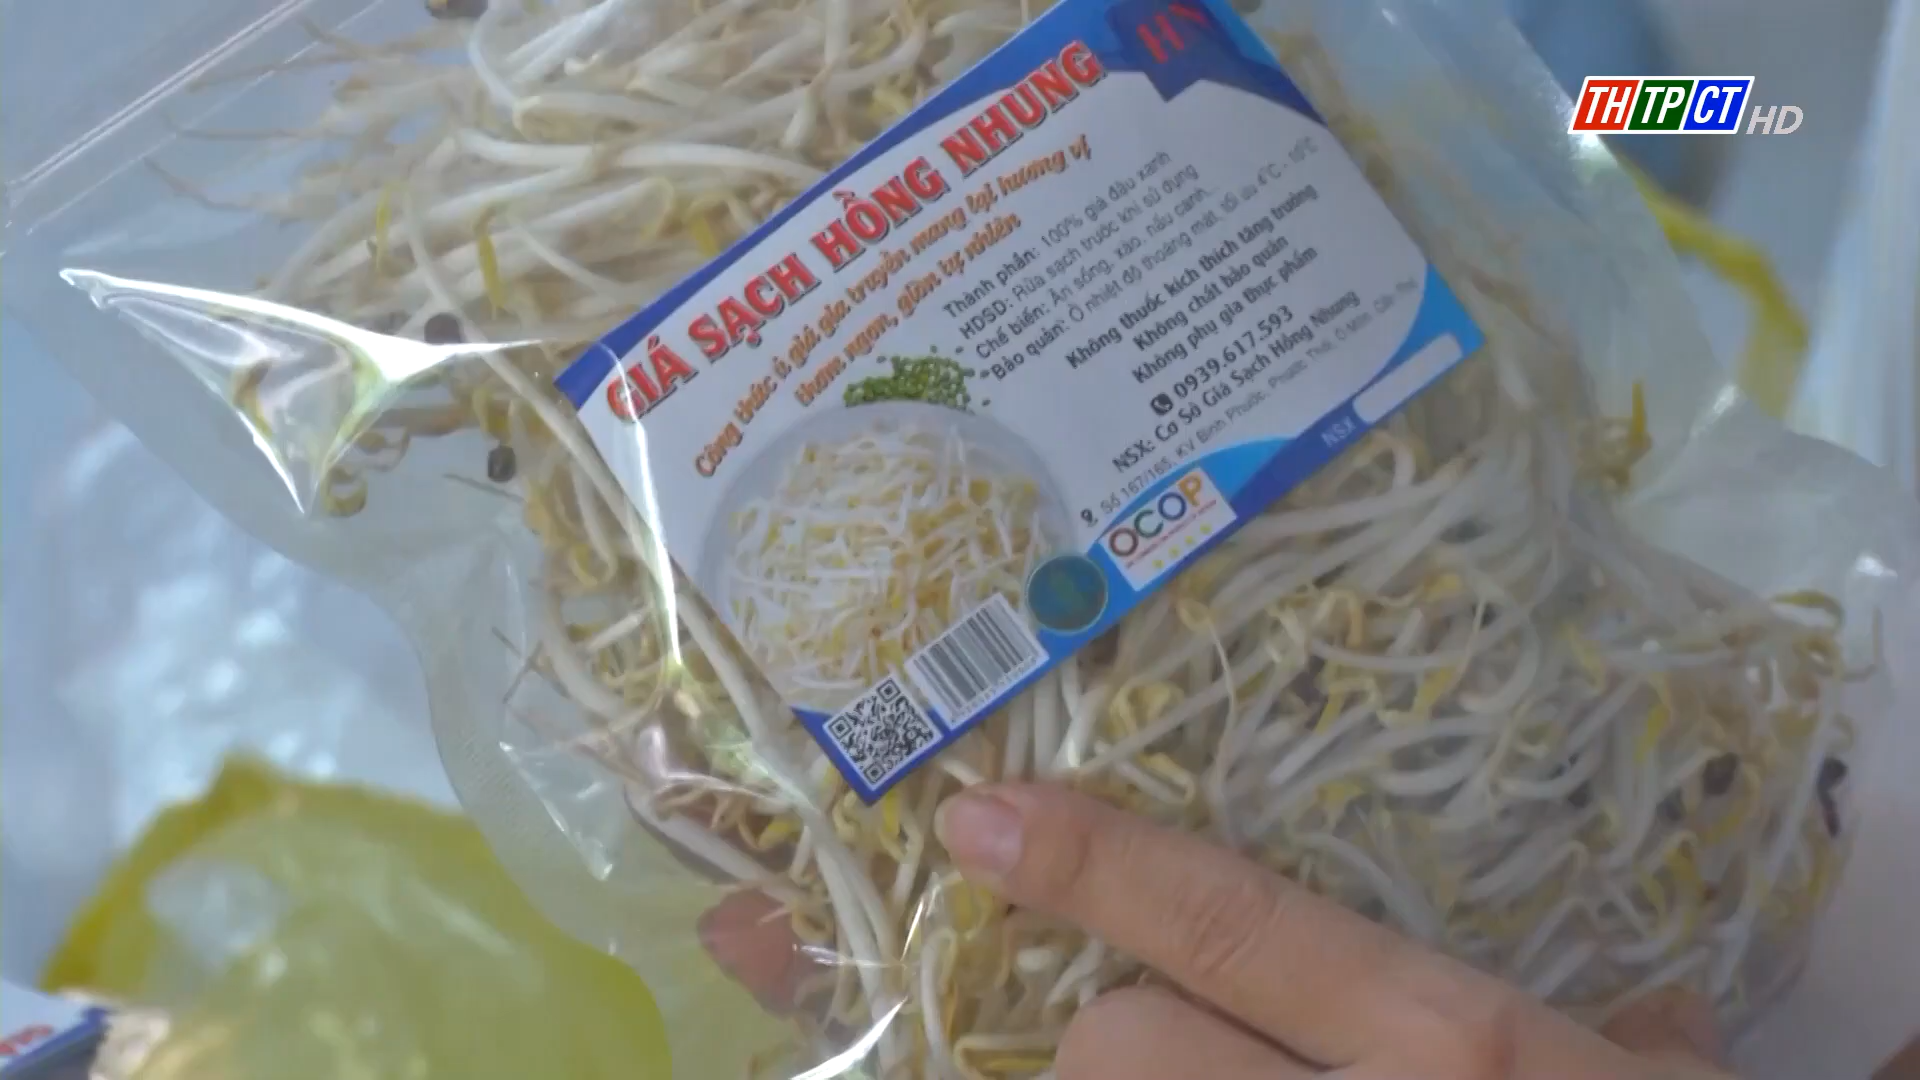 THTPCT HD
HN
GIÁ SẠCH HỒNG NHUNG
Công thức ủ giá gia truyền mang lại hương vị
thơm ngon, giòn tự nhiên
Thành phần: 100% giá đậu xanh
HDSD: Rửa sạch trước khi sử dụng
Chế biến: Ăn sống, xào, nấu canh...
Bảo quản: Ở nhiệt độ thoáng mát, tối ưu 4°C - 10°C
Không thuốc kích thích tăng trưởng
Không chất bảo quản
Không phụ gia thực phẩm
0939.617.593
NSX: Cơ Sở Giá Sạch Hồng Nhung
Số 167/165, KV Bình Phước, Phước Thới, Ô Môn, Cần Thơ
NSX
OCOP